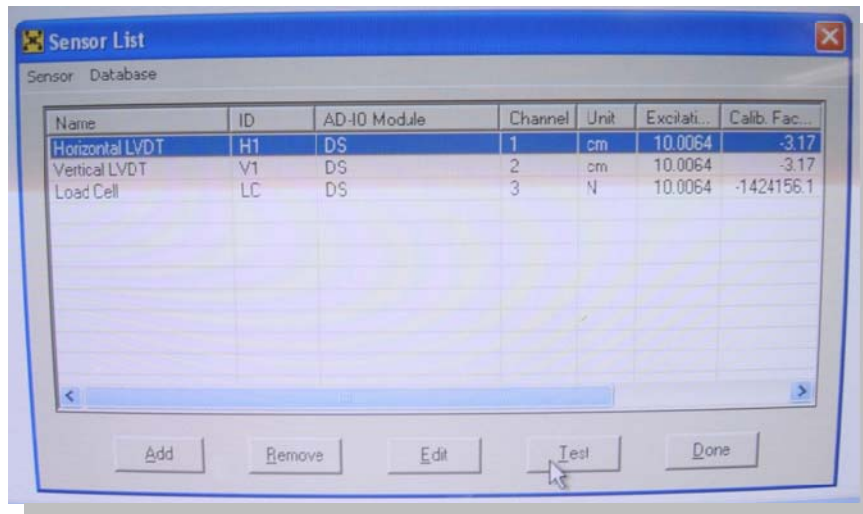 Sensor List
Sensor Database
Name ID AD-IO Module Channel Unit Excitati... Calib. Fac...
Horizontal LVDT H1 DS 1 cm 10.0064 -3.17
Vertical LVDT V1 DS 2 cm 10.0064 -3.17
Load Cell LC DS 3 N 10.0064 -1424156.1
Add Remove Edit Test Done